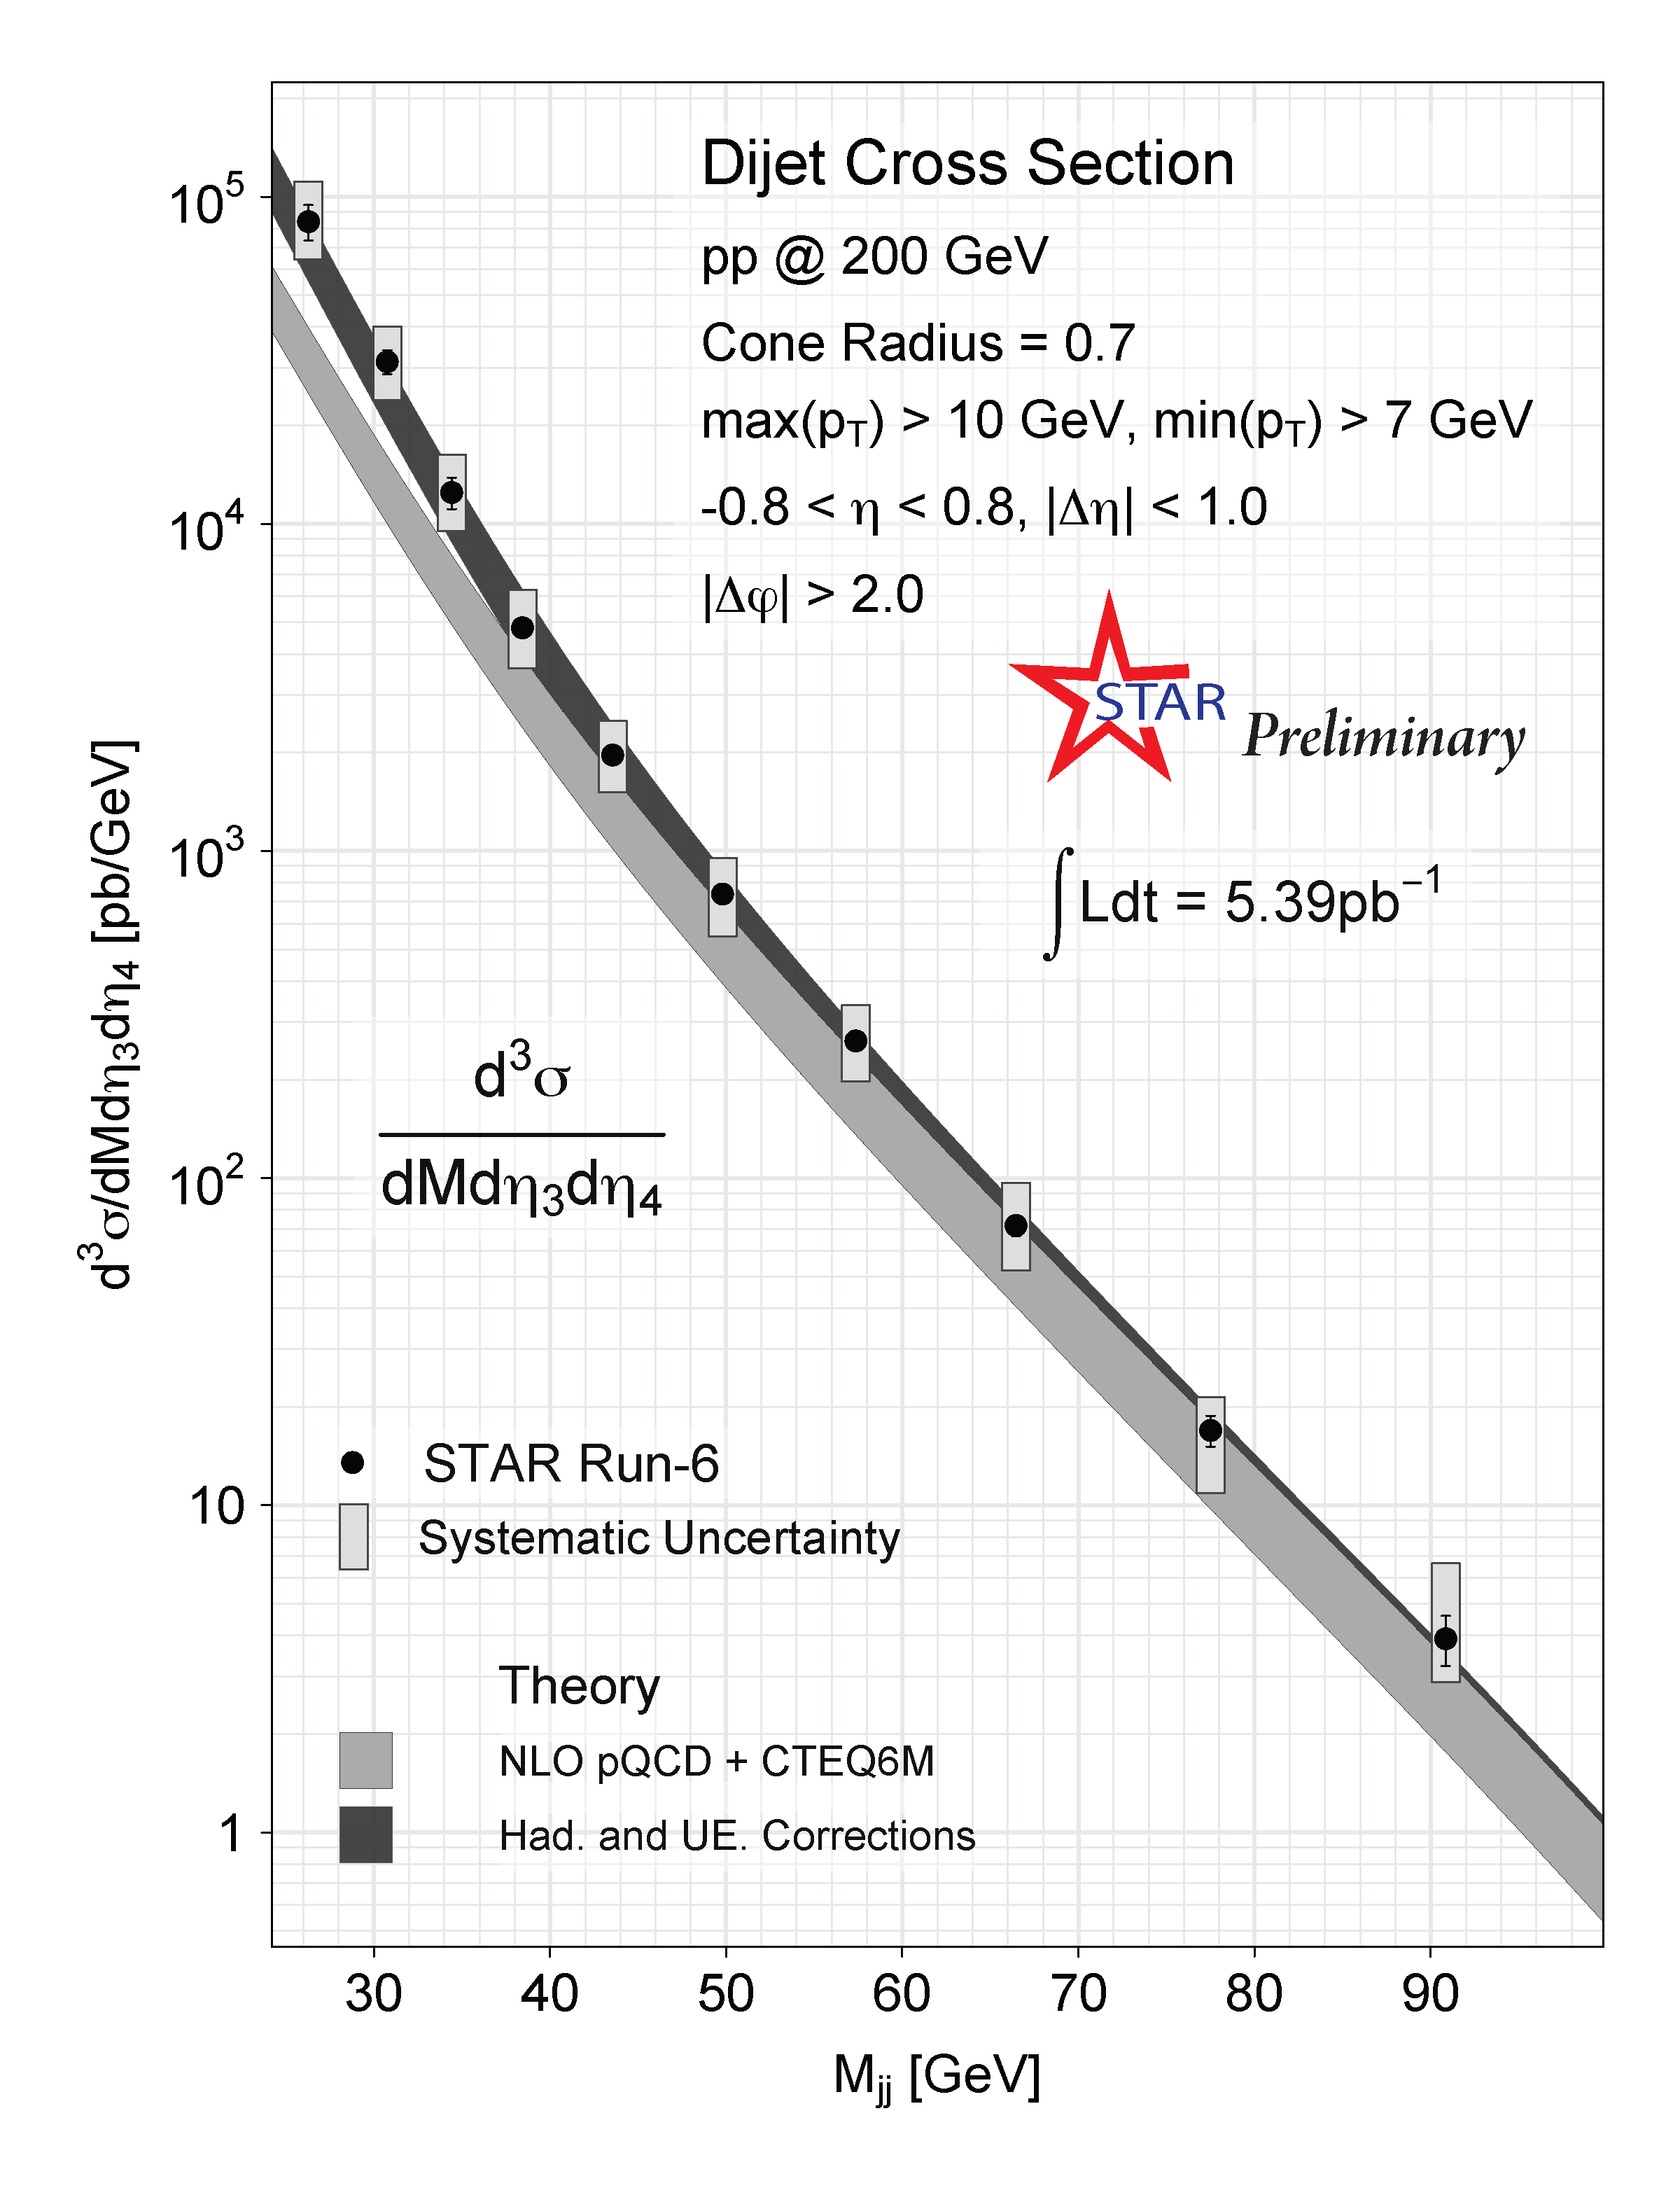 Dijet Cross Section
pp @ 200 GeV
Cone Radius = 0.7
max(p_T) > 10 GeV, min(p_T) > 7 GeV
-0.8 < η < 0.8, |Δη| < 1.0
|Δφ| > 2.0
STAR Preliminary
∫Ldt = 5.39pb⁻¹
d³σ
dMdη₃dη₄
STAR Run-6
Systematic Uncertainty
Theory
NLO pQCD + CTEQ6M
Had. and UE. Corrections
d³σ/dMdη₃dη₄ [pb/GeV]
10⁵
10⁴
10³
10²
10
1
30 40 50 60 70 80 90
M_jj [GeV]